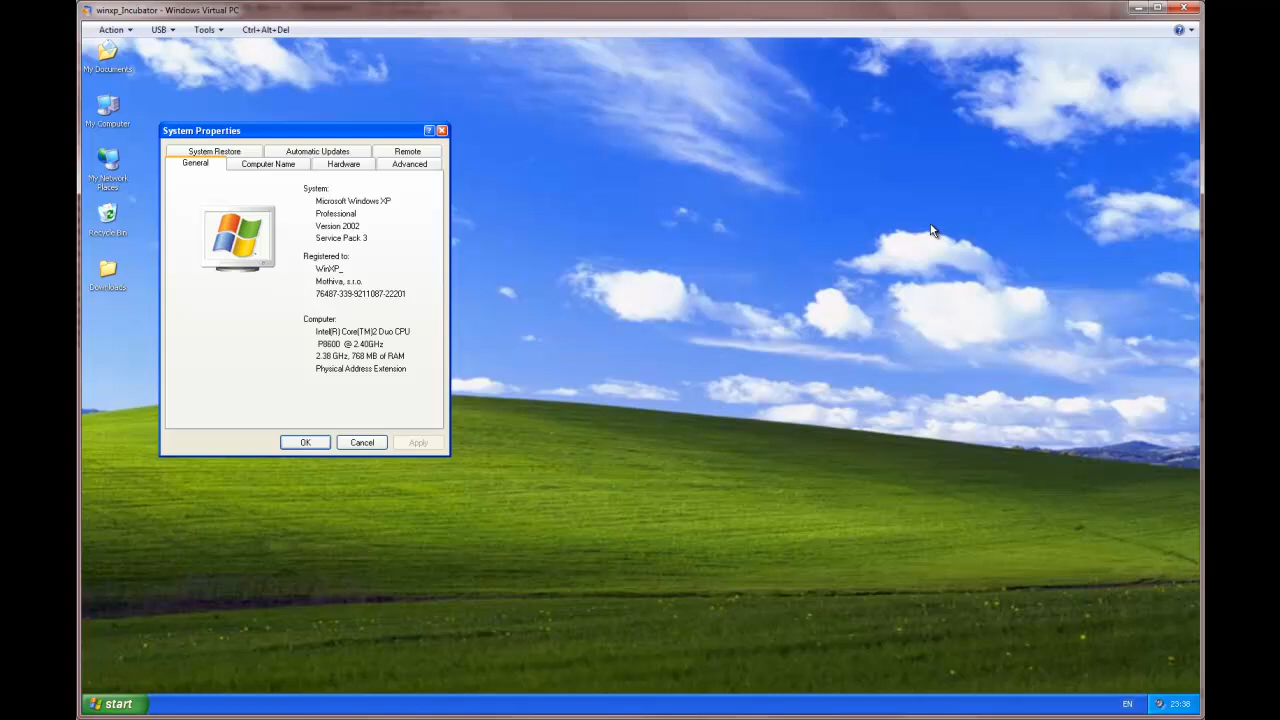 winxp_Incubator - Windows Virtual PC
Action USB Tools Ctrl+Alt+Del
My Documents
My Computer
My Network
Places
Recycle Bin
Downloads
System Properties
System Restore Automatic Updates Remote
General Computer Name Hardware Advanced
System:
Microsoft Windows XP
Professional
Version 2002
Service Pack 3
Registered to:
WinXP_
Mothiva, s.r.o.
76487-339-9211087-22201
Computer:
Intel(R) Core(TM)2 Duo CPU
P8600 @ 2.40GHz
2.38 GHz, 768 MB of RAM
Physical Address Extension
OK Cancel Apply
start EN 23:38